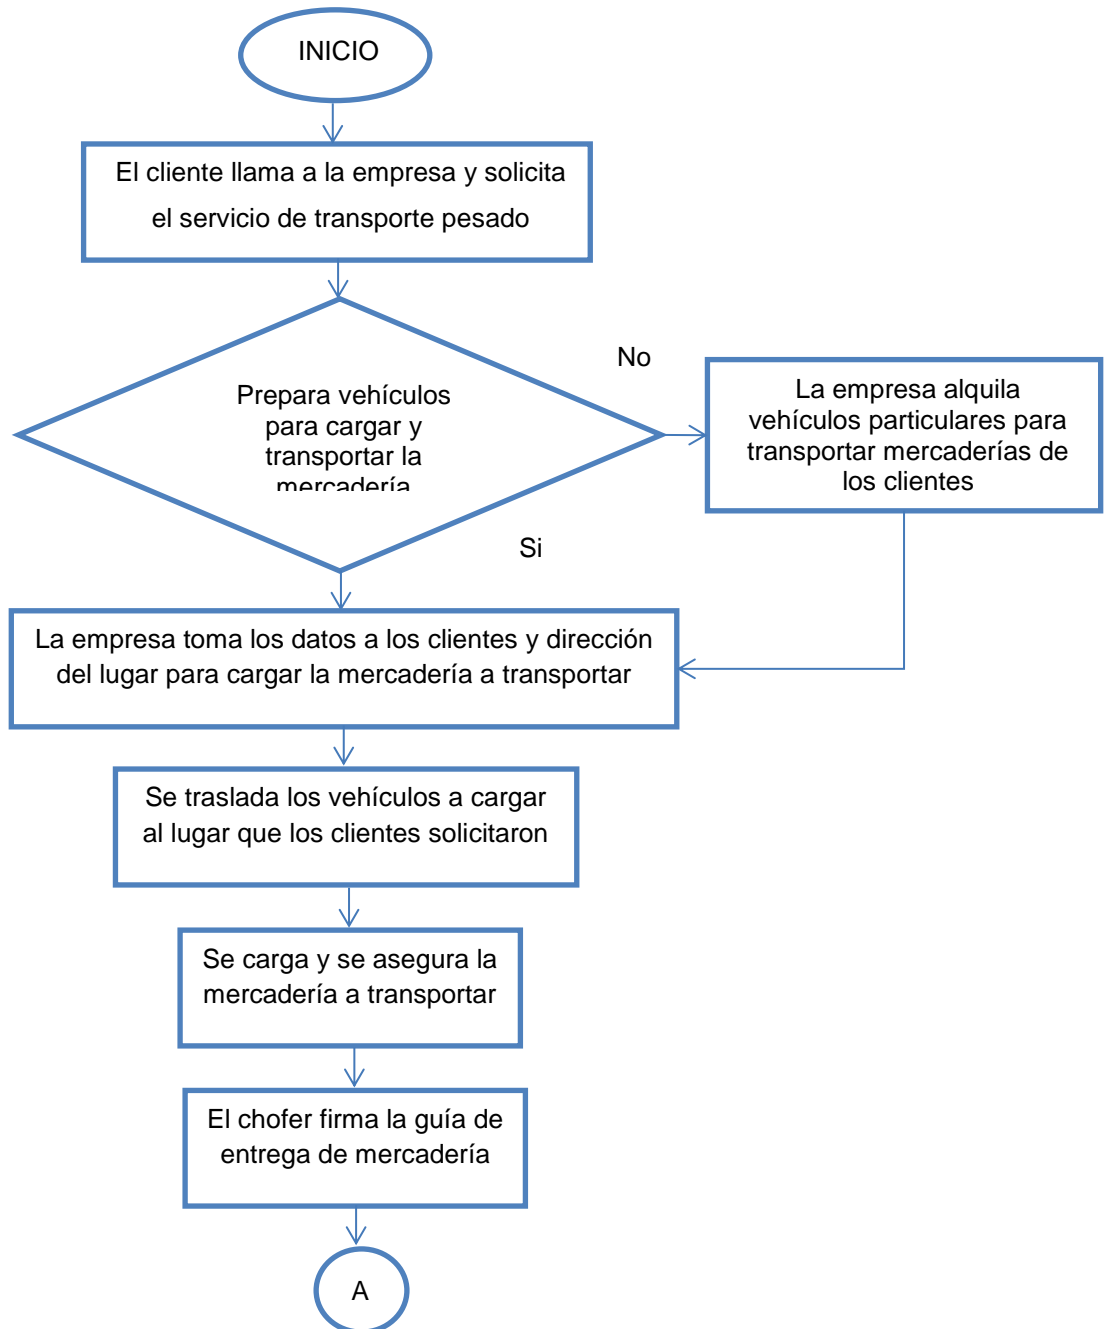 INICIO
El cliente llama a la empresa y solicita
el servicio de transporte pesado
No
Prepara vehículos
para cargar y
transportar la
mercadería
La empresa alquila
vehículos particulares para
transportar mercaderías de
los clientes
Si
La empresa toma los datos a los clientes y dirección
del lugar para cargar la mercadería a transportar
Se traslada los vehículos a cargar
al lugar que los clientes solicitaron
Se carga y se asegura la
mercadería a transportar
El chofer firma la guía de
entrega de mercadería
A